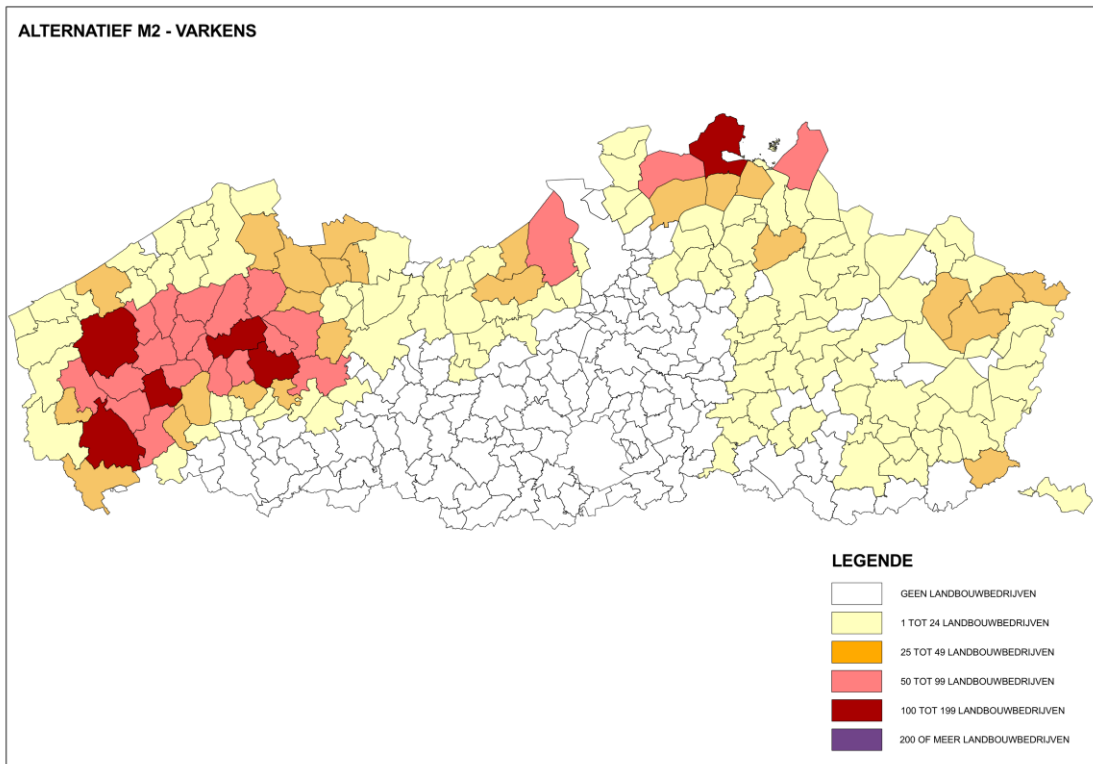 ALTERNATIEF M2 - VARKENS
LEGENDE
GEEN LANDBOUWBEDRIJVEN
1 TOT 24 LANDBOUWBEDRIJVEN
25 TOT 49 LANDBOUWBEDRIJVEN
50 TOT 99 LANDBOUWBEDRIJVEN
100 TOT 199 LANDBOUWBEDRIJVEN
200 OF MEER LANDBOUWBEDRIJVEN